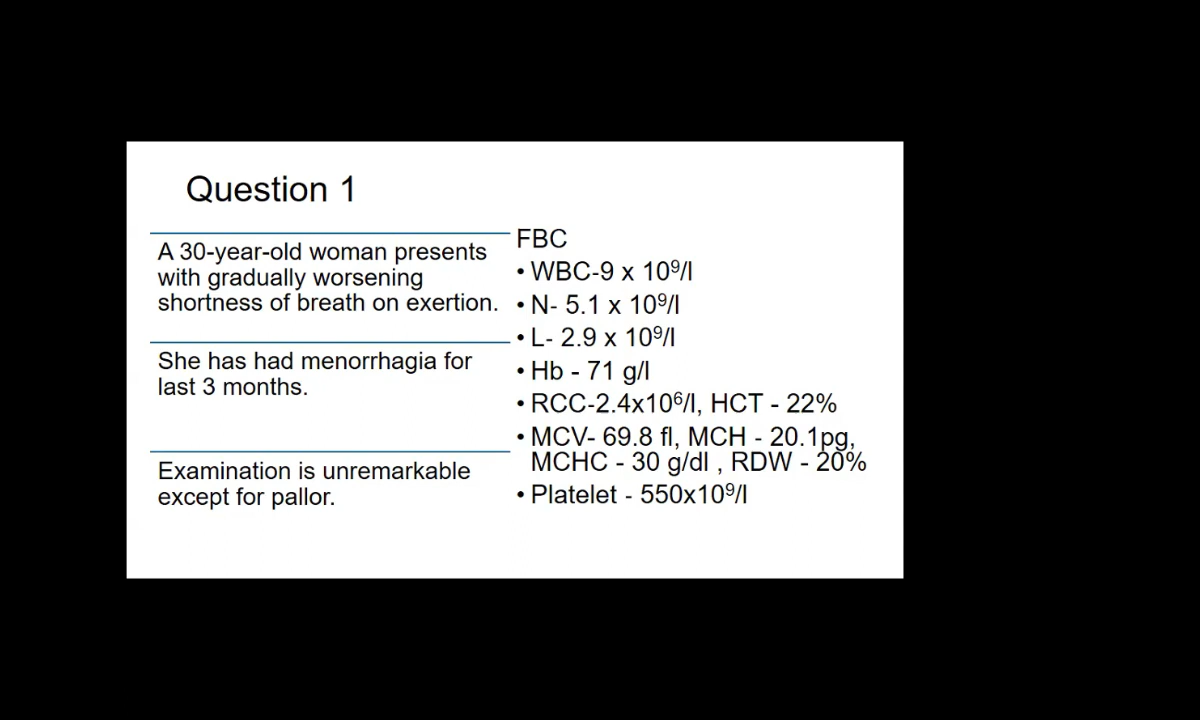 Question 1
A 30-year-old woman presents
with gradually worsening
shortness of breath on exertion.
She has had menorrhagia for
last 3 months.
Examination is unremarkable
except for pallor.
FBC
• WBC-9 x 10⁹/l
• N- 5.1 x 10⁹/l
• L- 2.9 x 10⁹/l
• Hb - 71 g/l
• RCC-2.4x10⁶/l, HCT - 22%
• MCV- 69.8 fl, MCH - 20.1pg,
MCHC - 30 g/dl , RDW - 20%
• Platelet - 550x10⁹/l